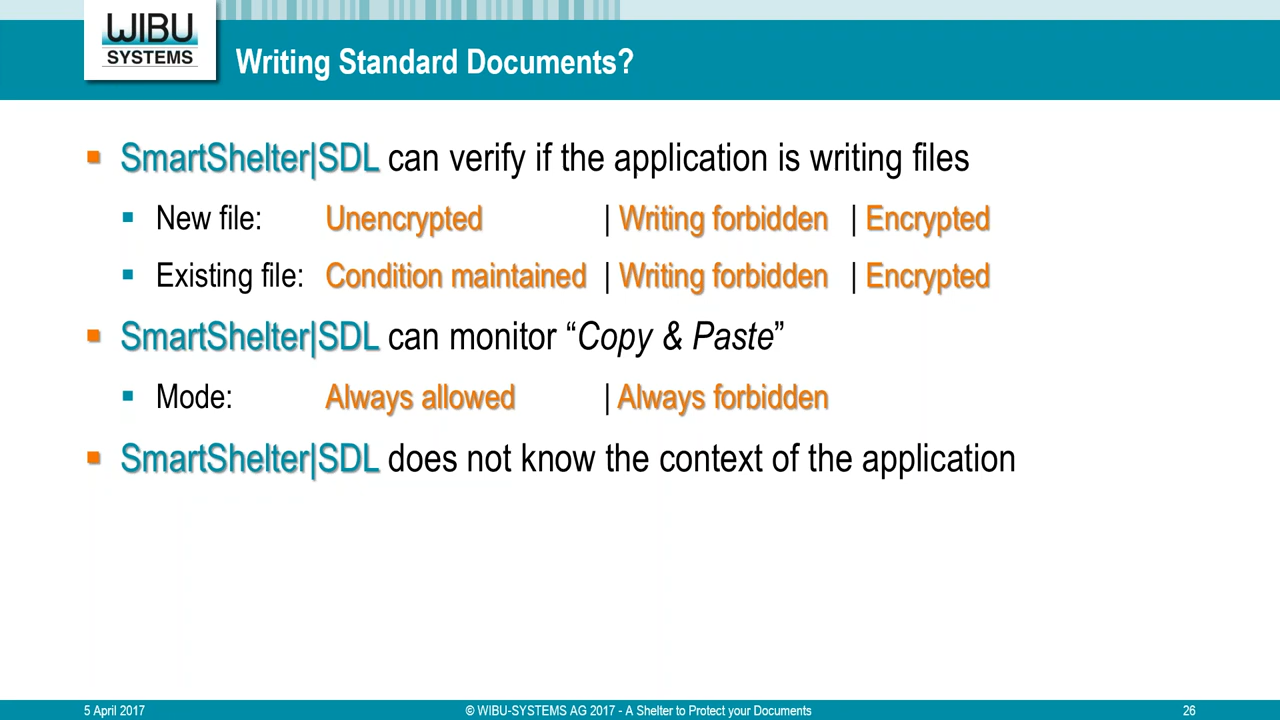 WIBU
SYSTEMS
Writing Standard Documents?
SmartShelter|SDL can verify if the application is writing files
New file: Unencrypted | Writing forbidden | Encrypted
Existing file: Condition maintained | Writing forbidden | Encrypted
SmartShelter|SDL can monitor “Copy & Paste”
Mode: Always allowed | Always forbidden
SmartShelter|SDL does not know the context of the application
5 April 2017 © WIBU-SYSTEMS AG 2017 - A Shelter to Protect your Documents 26